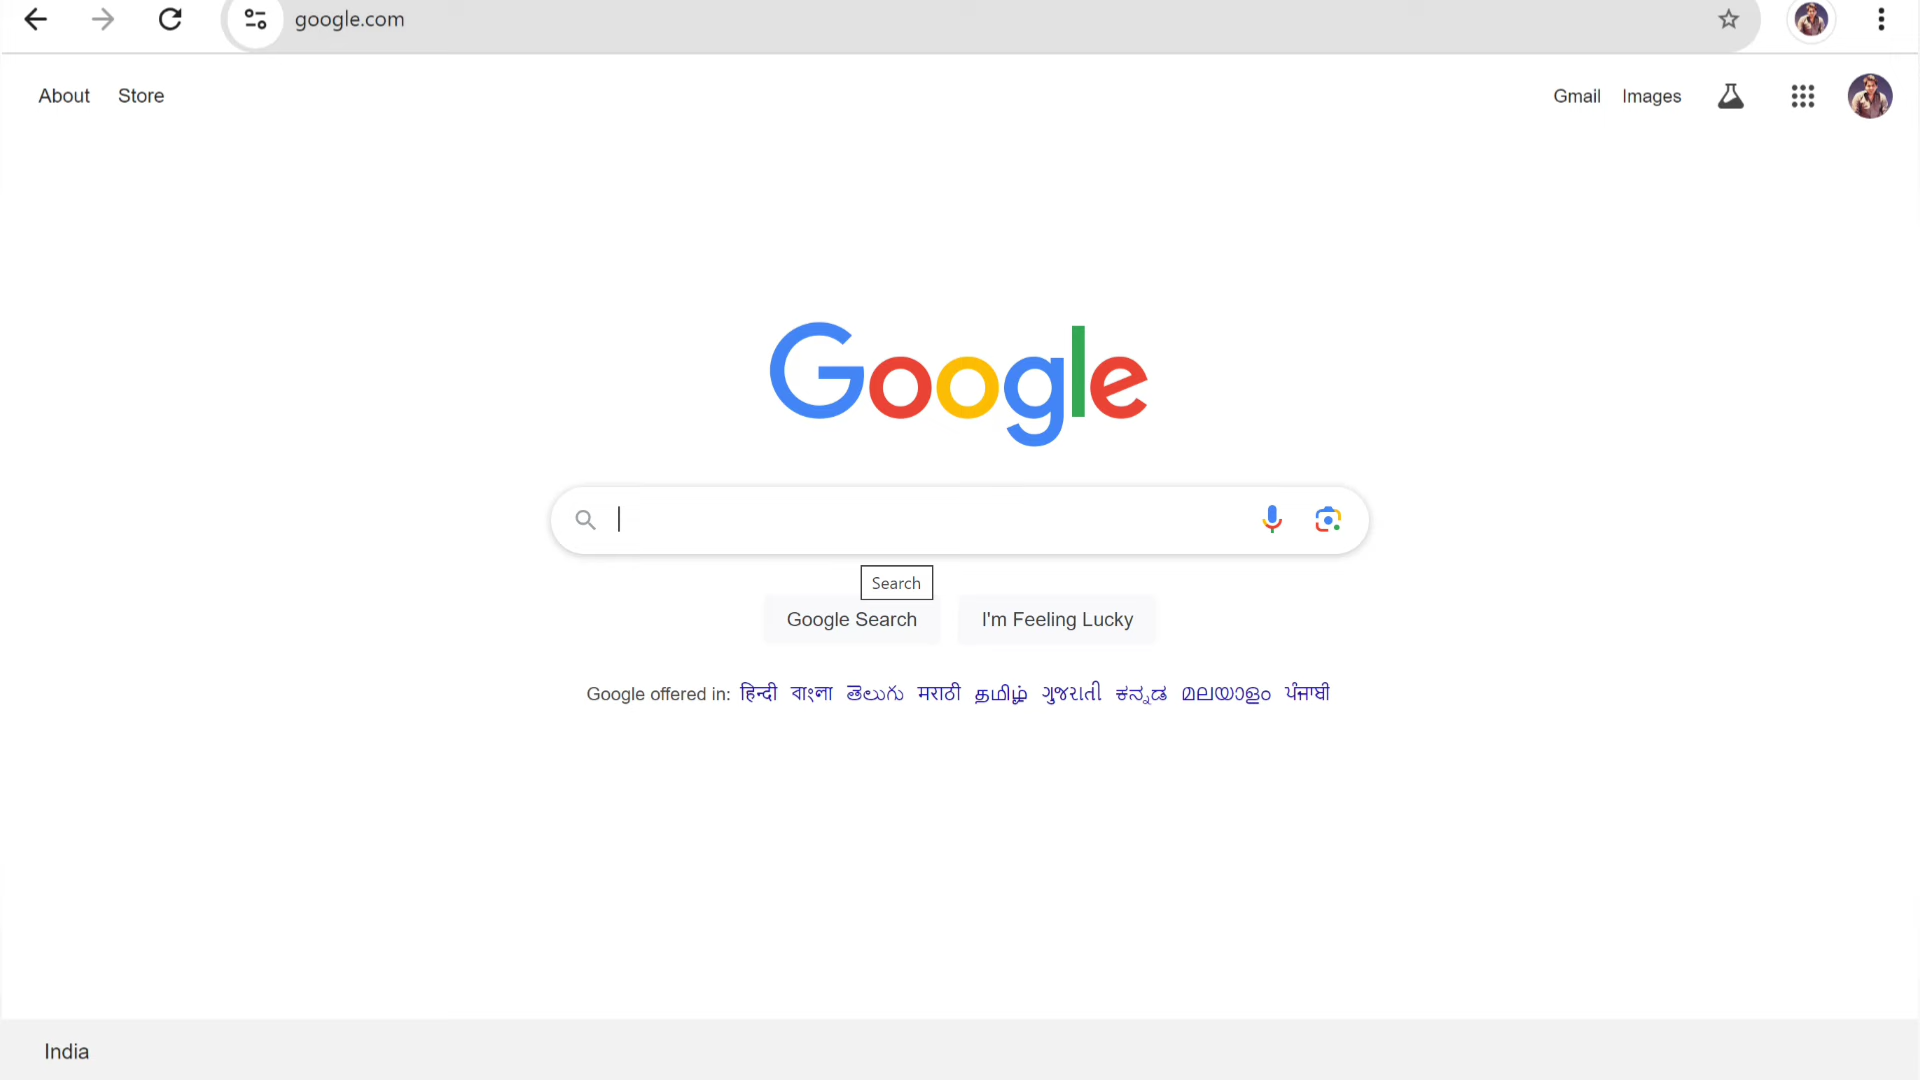 google.com
About Store Gmail Images
Google
Search
Google Search I'm Feeling Lucky
Google offered in: हिन्दी বাংলা తెలుగు मराठी தமிழ் ગુજરાતી ಕನ್ನಡ മലയാളം ਪੰਜਾਬੀ
India